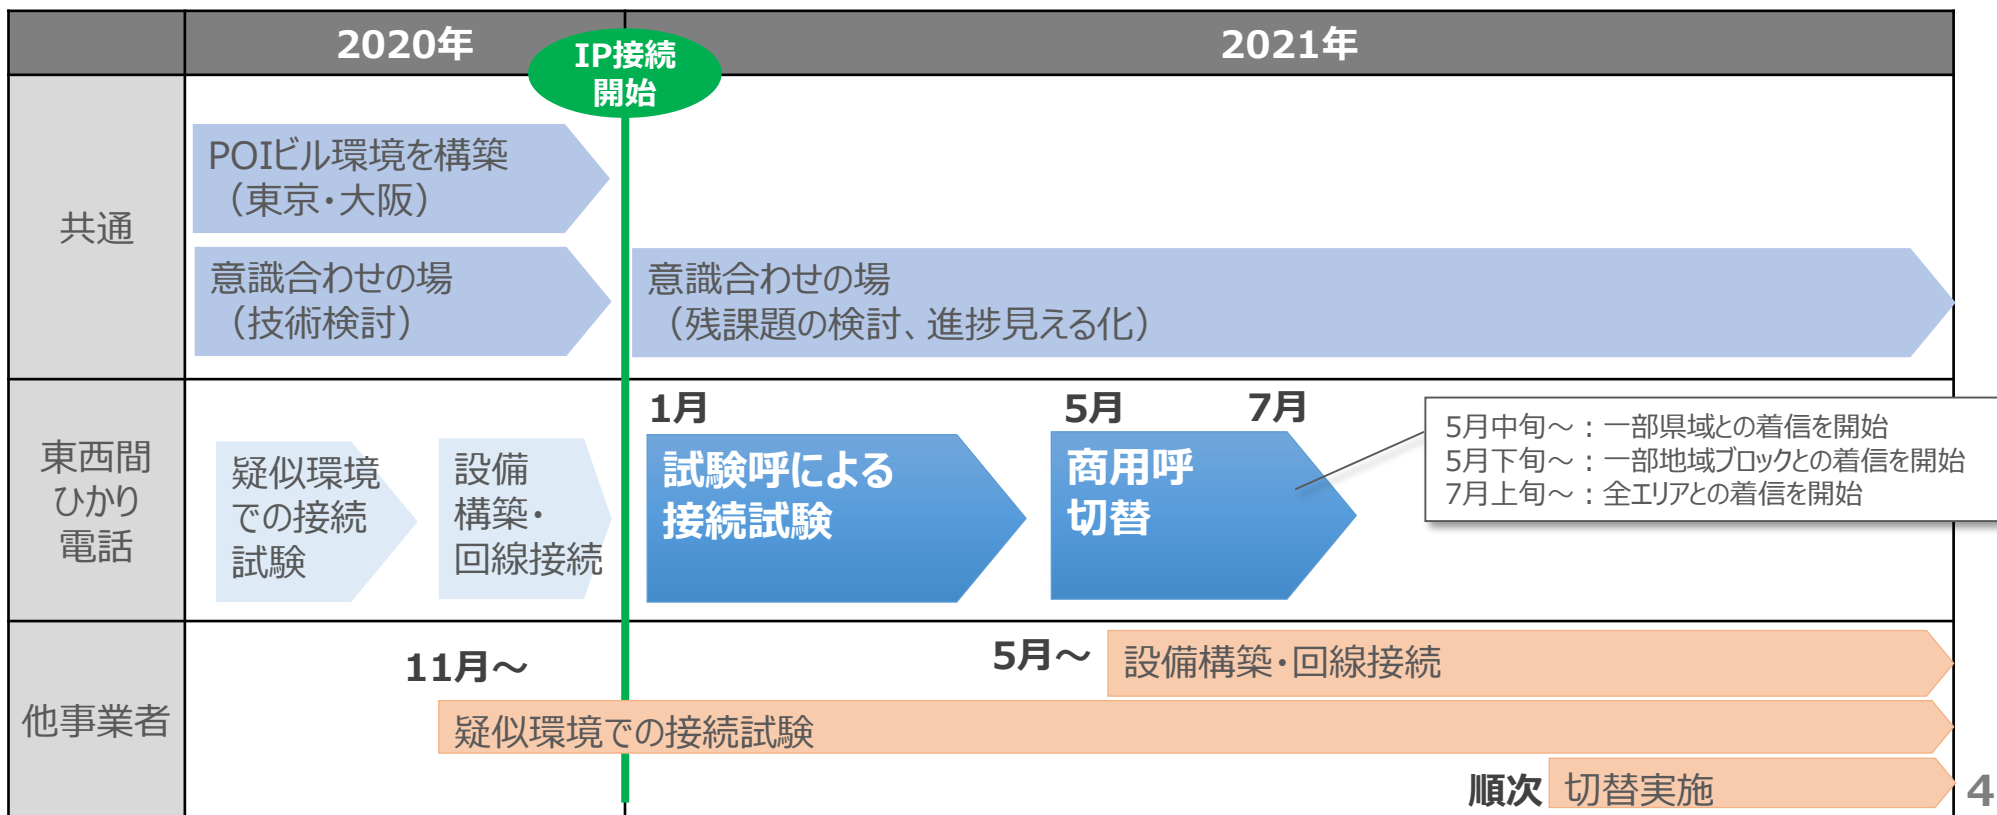 2020年
IP接続
開始
2021年
共通
POIビル環境を構築
（東京・大阪）
意識合わせの場
（技術検討）
意識合わせの場
（残課題の検討、進捗見える化）
東西間
ひかり
電話
疑似環境
での接続
試験
設備
構築・
回線接続
1月
試験呼による
接続試験
5月
7月
商用呼
切替
5月中旬～：一部県域との着信を開始
5月下旬～：一部地域ブロックとの着信を開始
7月上旬～：全エリアとの着信を開始
他事業者
11月～
5月～
設備構築・回線接続
疑似環境での接続試験
順次
切替実施
4